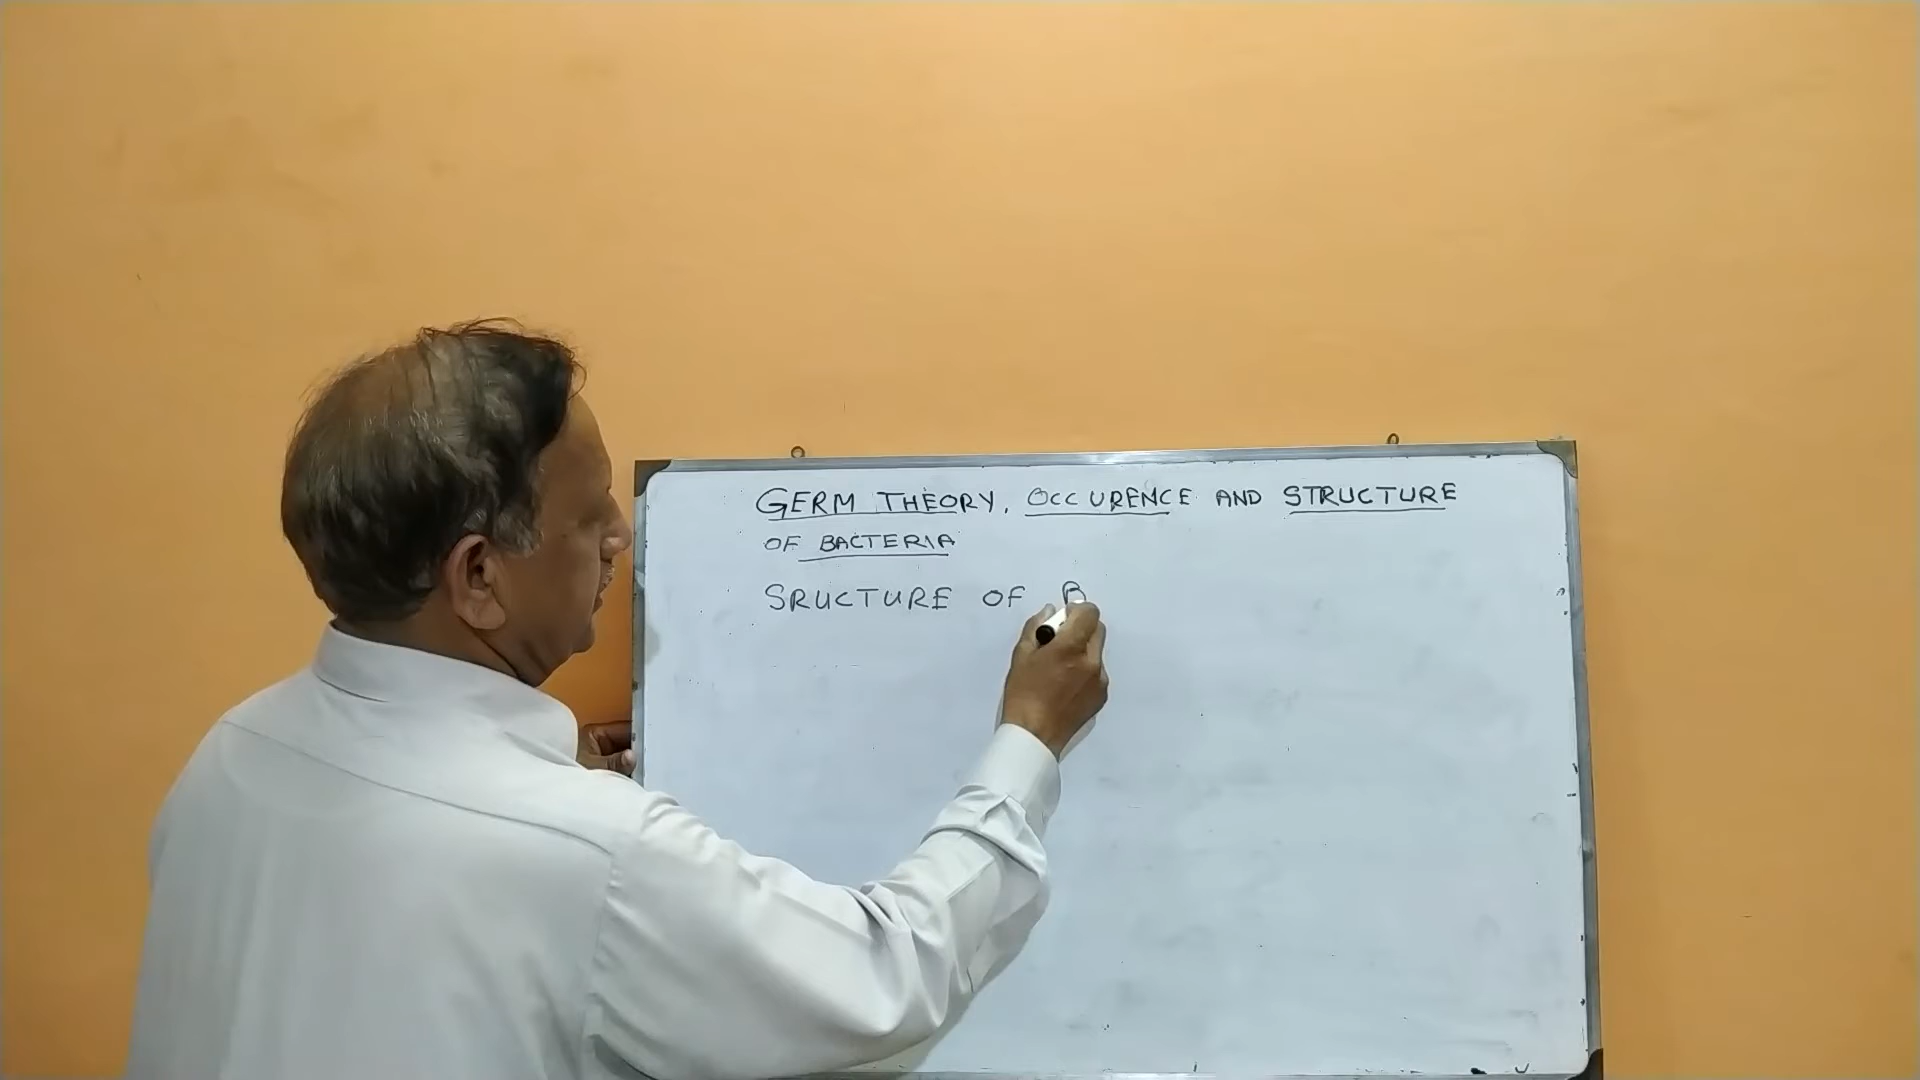 GERM THEORY, OCCURENCE AND STRUCTURE
OF BACTERIA
SRUCTURE OF B